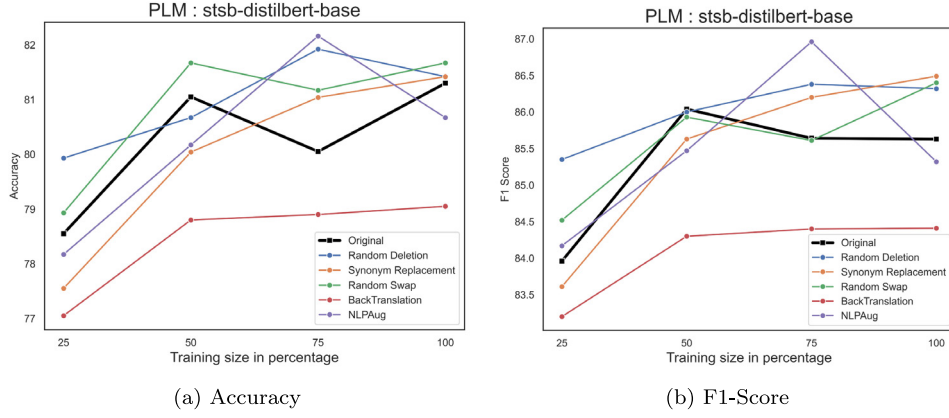 PLM : stsb-distilbert-base
82
81
80
79
78
77
Accuracy
25
50
75
100
Training size in percentage
Original
Random Deletion
Synonym Replacement
Random Swap
BackTranslation
NLPAug
(a) Accuracy
PLM : stsb-distilbert-base
87.0
86.5
86.0
85.5
85.0
84.5
84.0
83.5
F1 Score
25
50
75
100
Training size in percentage
Original
Random Deletion
Synonym Replacement
Random Swap
BackTranslation
NLPAug
(b) F1-Score